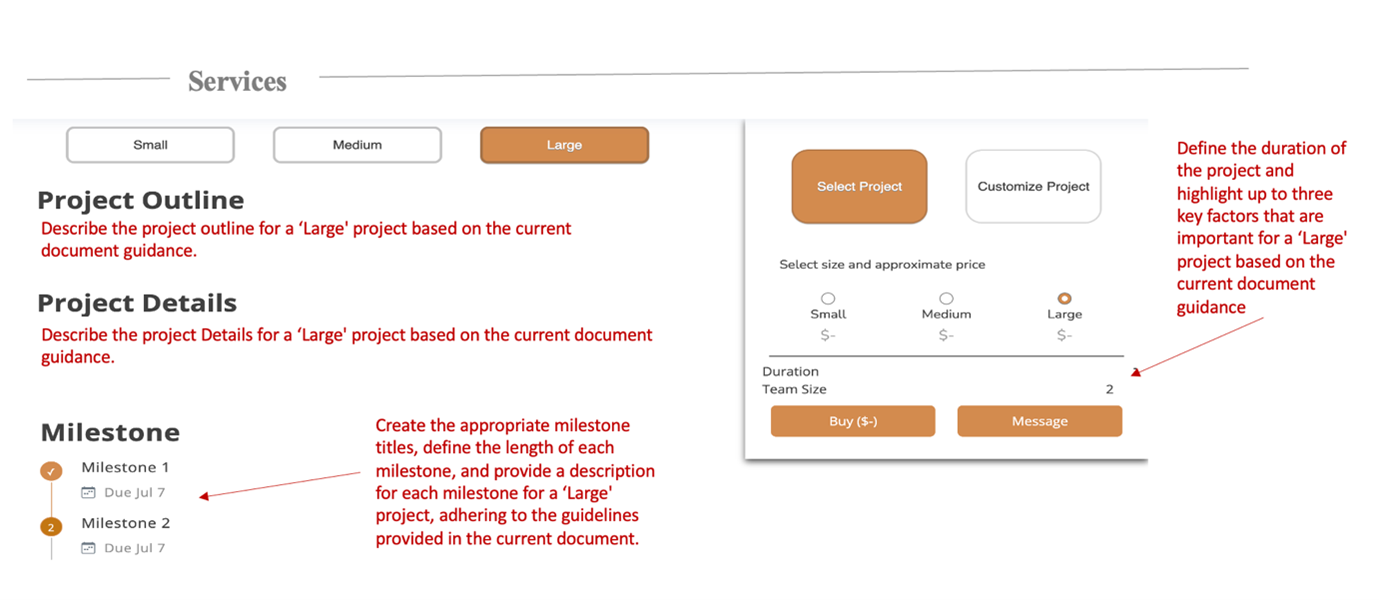 Services
Small
Medium
Large
Project Outline
Describe the project outline for a ‘Large' project based on the current
document guidance.
Project Details
Describe the project Details for a ‘Large' project based on the current document
guidance.
Milestone
Milestone 1
Due Jul 7
2
Milestone 2
Due Jul 7
Create the appropriate milestone
titles, define the length of each
milestone, and provide a description
for each milestone for a ‘Large'
project, adhering to the guidelines
provided in the current document.
Select Project
Customize Project
Select size and approximate price
Small
Medium
Large
$-
$-
$-
Duration
Team Size
2
Buy ($-)
Message
Define the duration of
the project and
highlight up to three
key factors that are
important for a ‘Large'
project based on the
current document
guidance